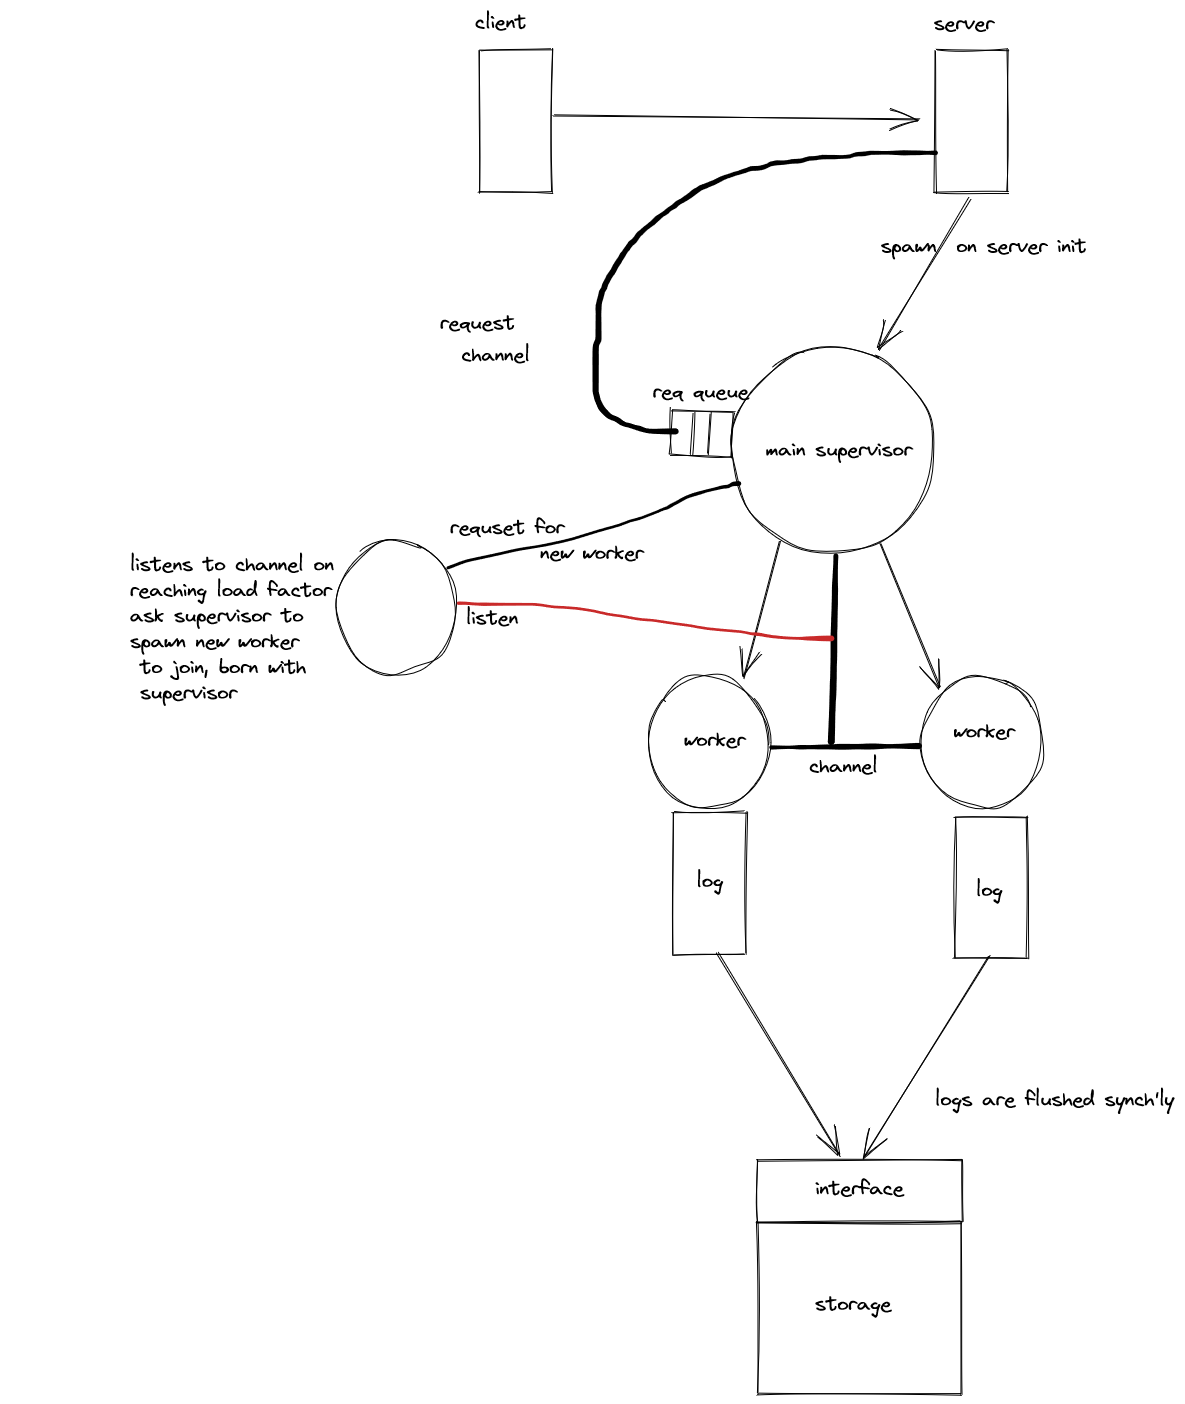 client
server
spawn on server init
request
channel
req queue
main supervisor
requset for
new worker
listens to channel on
reaching load factor
ask supervisor to
spawn new worker
to join, born with
supervisor
listen
worker
worker
channel
log
log
logs are flushed synch'ly
interface
storage